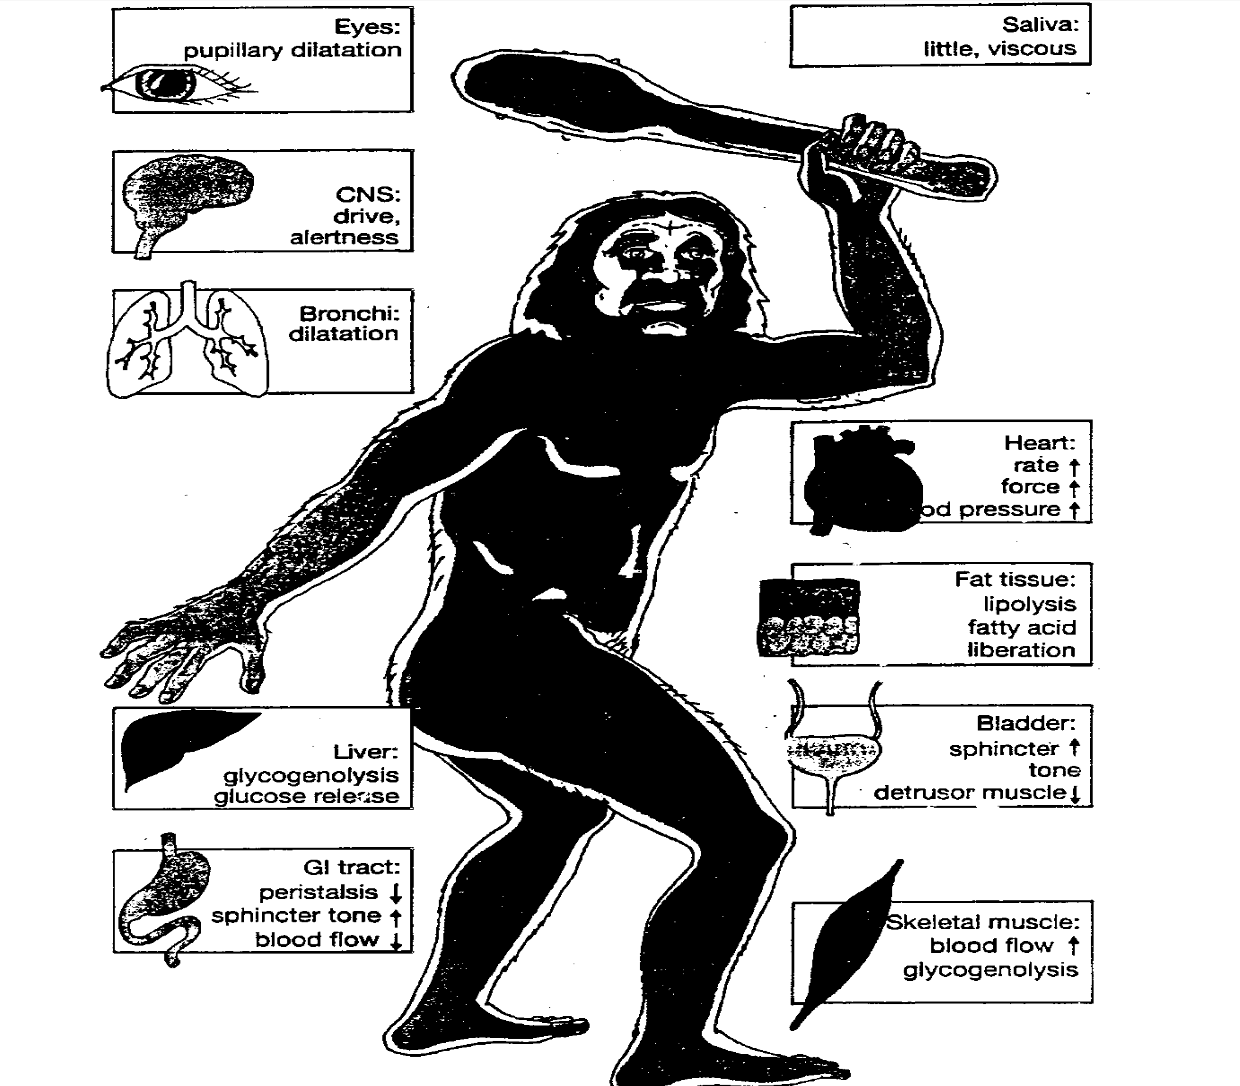 Eyes:
pupillary dilatation
CNS:
drive,
alertness
Bronchi:
dilatation
Liver:
glycogenolysis
glucose release
GI tract:
peristalsis ↓
sphincter tone ↑
blood flow ↓
Saliva:
little, viscous
Heart:
rate ↑
force ↑
od pressure ↑
Fat tissue:
lipolysis
fatty acid
liberation
Bladder:
sphincter ↑
tone
detrusor muscle ↓
Skeletal muscle:
blood flow ↑
glycogenolysis